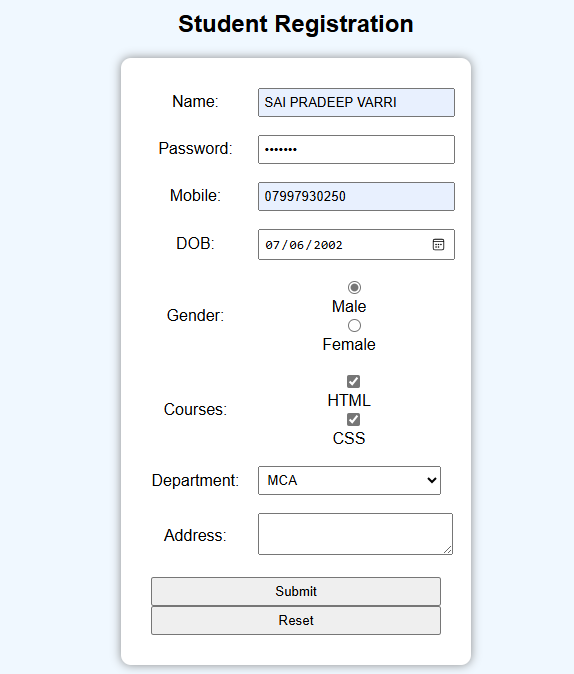 Student Registration
Name: SAI PRADEEP VARRI
Password: •••••••
Mobile: 07997930250
DOB: 07/06/2002
Gender:
Male
Female
Courses:
HTML
CSS
Department: MCA
Address:
Submit
Reset